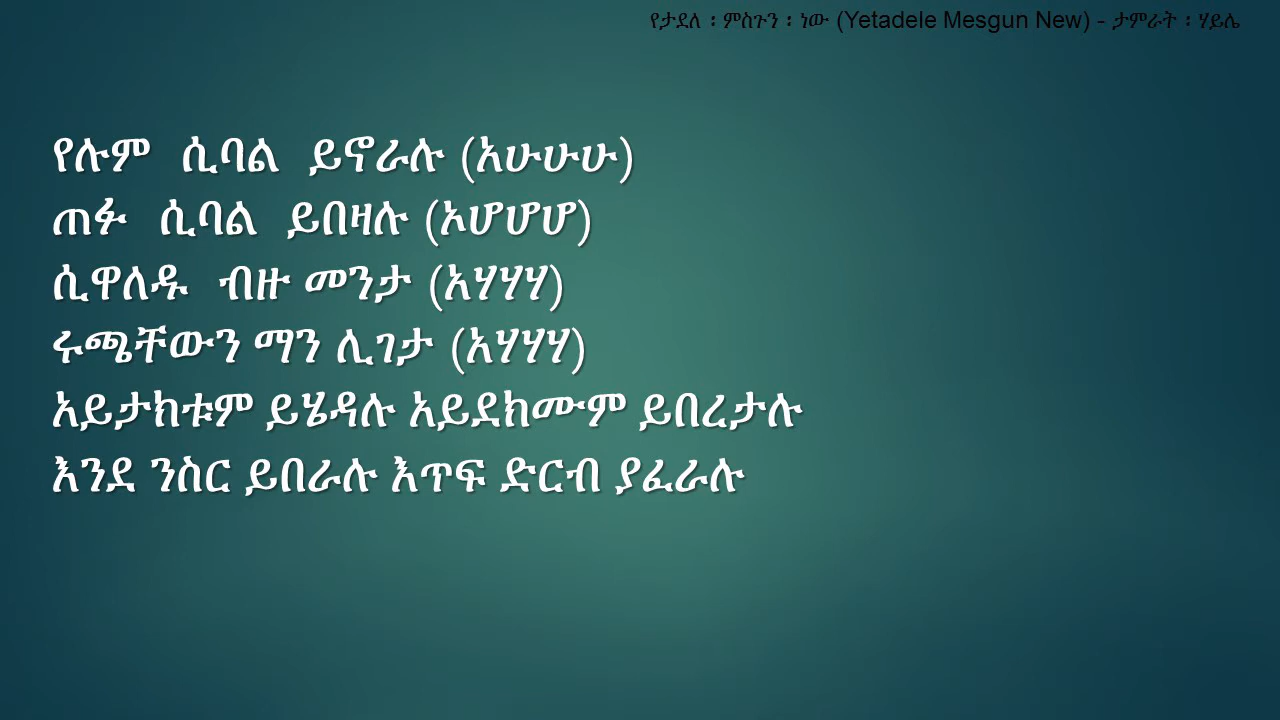 የታደለ ፡ ምስጉን ፡ ነው (Yetadele Mesgun New) - ታምራት ፡ ሃይሌ
የሉም ሲባል ይኖራሉ (አሁሁሁ)
ጠፉ ሲባል ይበዛሉ (ኦሆሆሆ)
ሲዋለዱ ብዙ መንታ (አሃሃሃ)
ሩጫቸውን ማን ሊገታ (አሃሃሃ)
አይታክቱም ይሄዳሉ አይደክሙም ይበረታሉ
እንደ ንስር ይበራሉ እጥፍ ድርብ ያፈራሉ